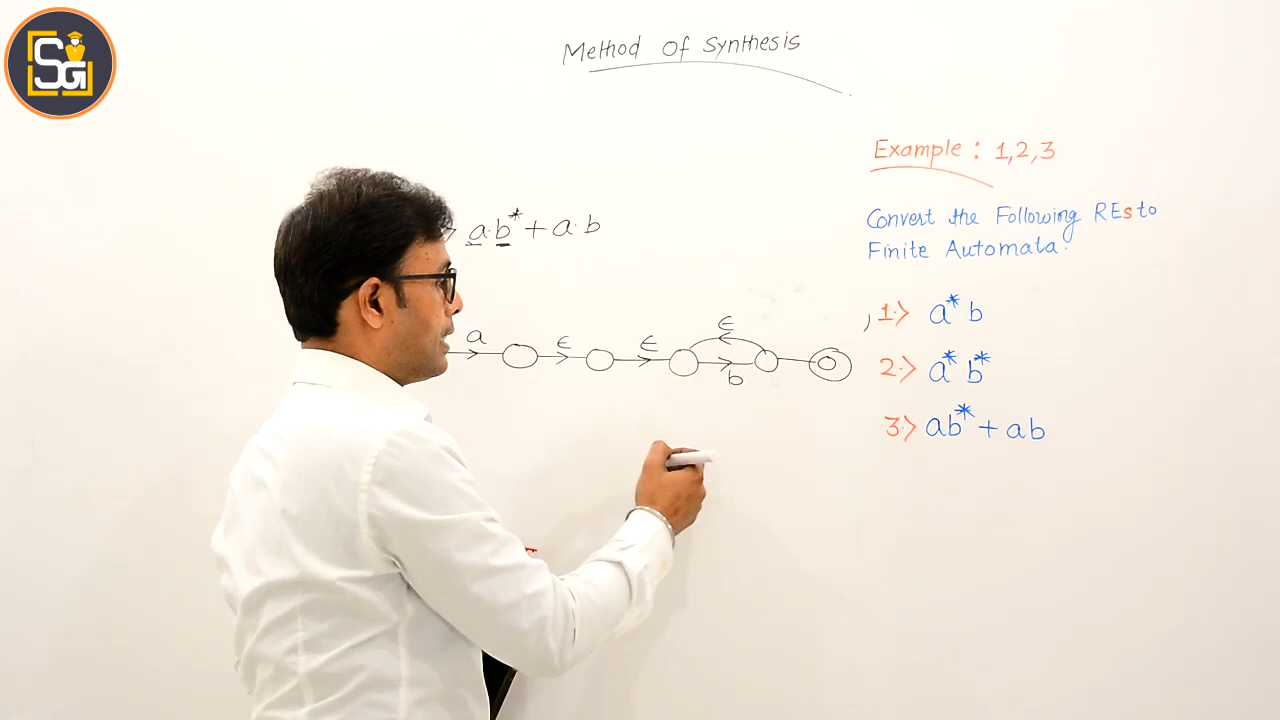 SG
Method of Synthesis
Example : 1,2,3
Convert the Following REs to
Finite Automata.
1.> a* b
2.> a* b*
3.> ab* + ab
> a·b* + a·b
a ϵ ϵ ϵ b